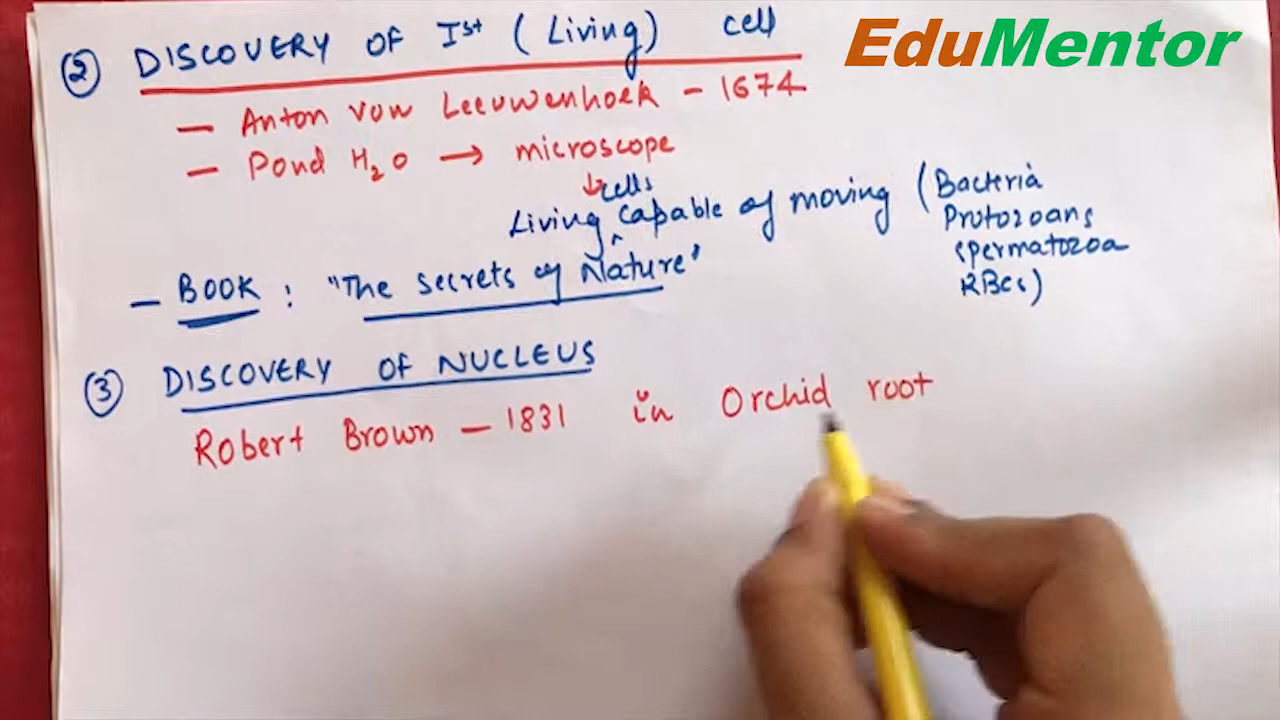 EduMentor
② DISCOVERY OF Ist (Living) cell
— Anton von Leeuwenhoek - 1674
— Pond H₂O → microscope
↓ cells
Living ^ capable of moving (Bacteria
Protozoans
spermatozoa
RBCs)
— BOOK : "The secrets of Nature"
③ DISCOVERY OF NUCLEUS
Robert Brown — 1831 in Orchid root